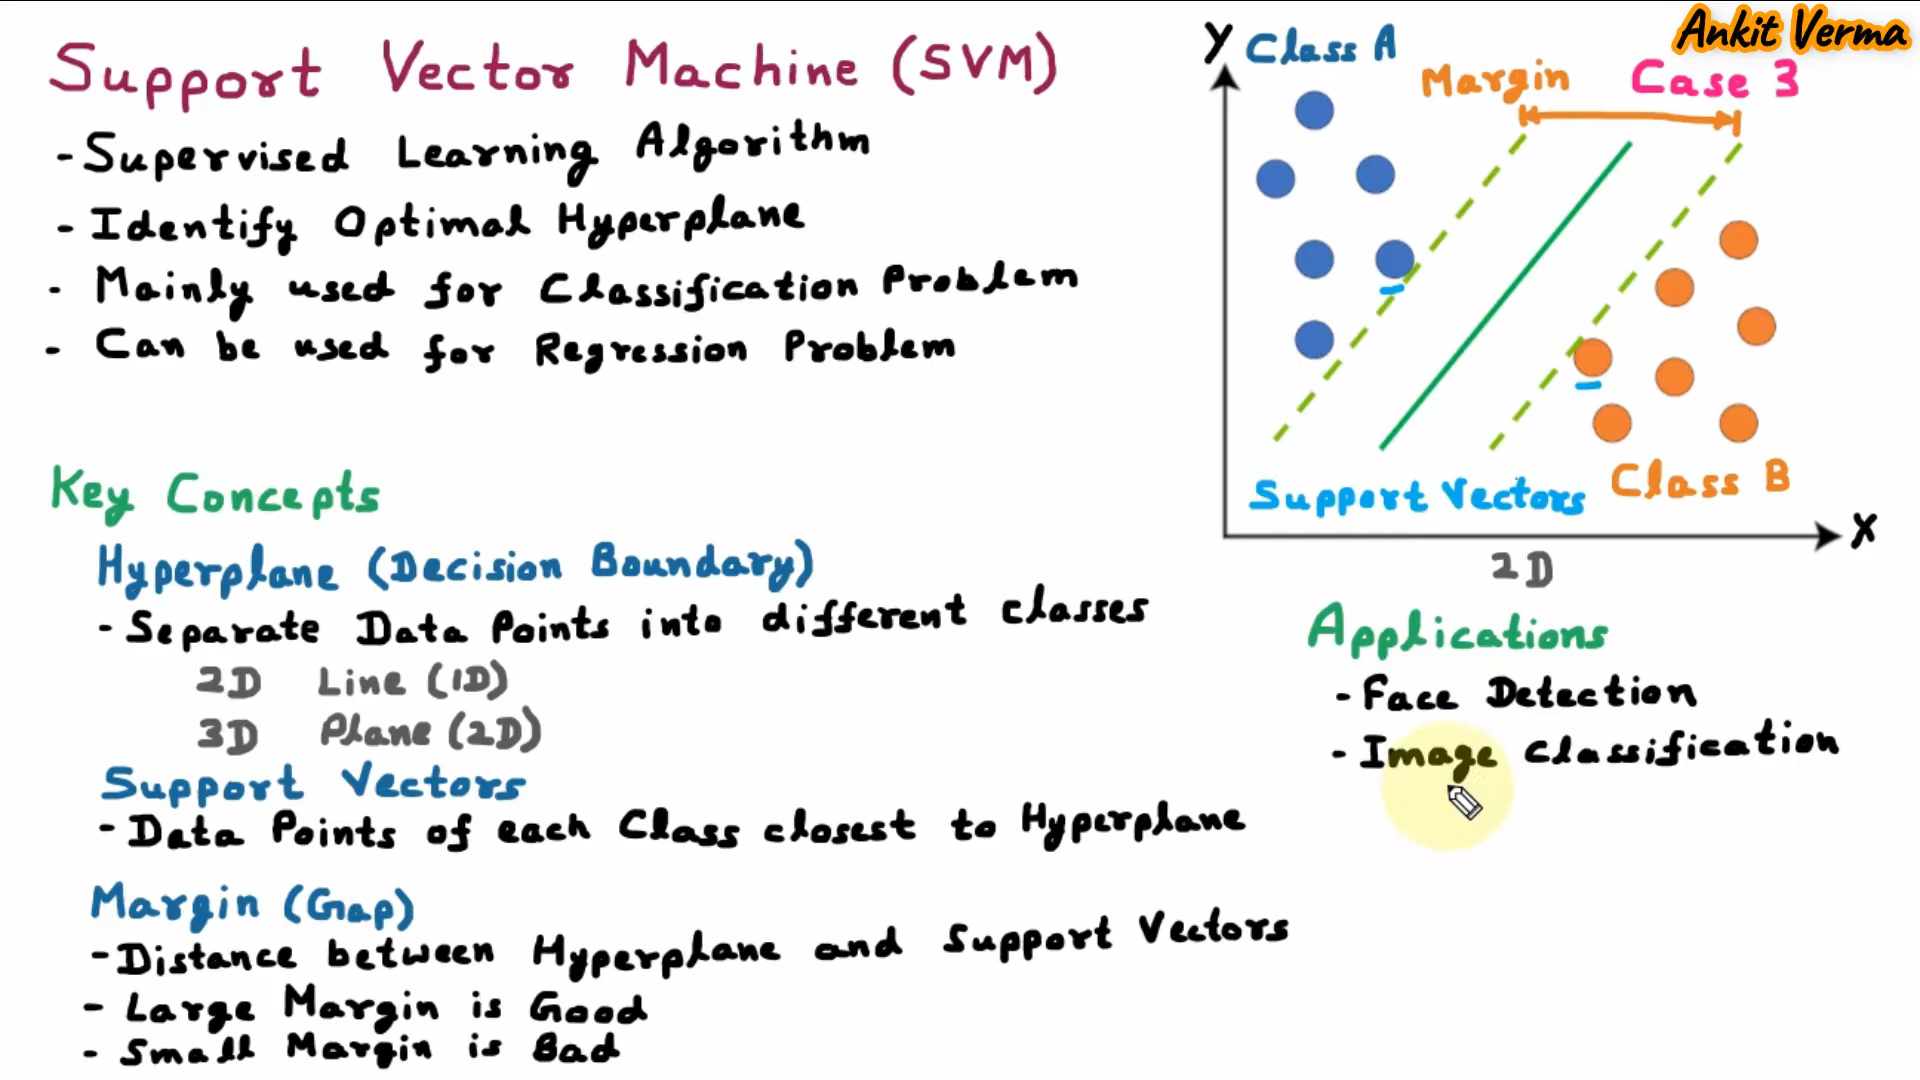 Ankit Verma
Support Vector Machine (SVM)
- Supervised Learning Algorithm
- Identify Optimal Hyperplane
- Mainly used for Classification Problem
- Can be used for Regression Problem
Key Concepts
Hyperplane (Decision Boundary)
- Separate Data Points into different classes
2D Line (1D)
3D Plane (2D)
Support Vectors
- Data Points of each Class closest to Hyperplane
Margin (Gap)
- Distance between Hyperplane and Support Vectors
- Large Margin is Good
- Small Margin is Bad
Y Class A
Margin Case 3
Support Vectors Class B
X
2D
Applications
- Face Detection
- Image Classification